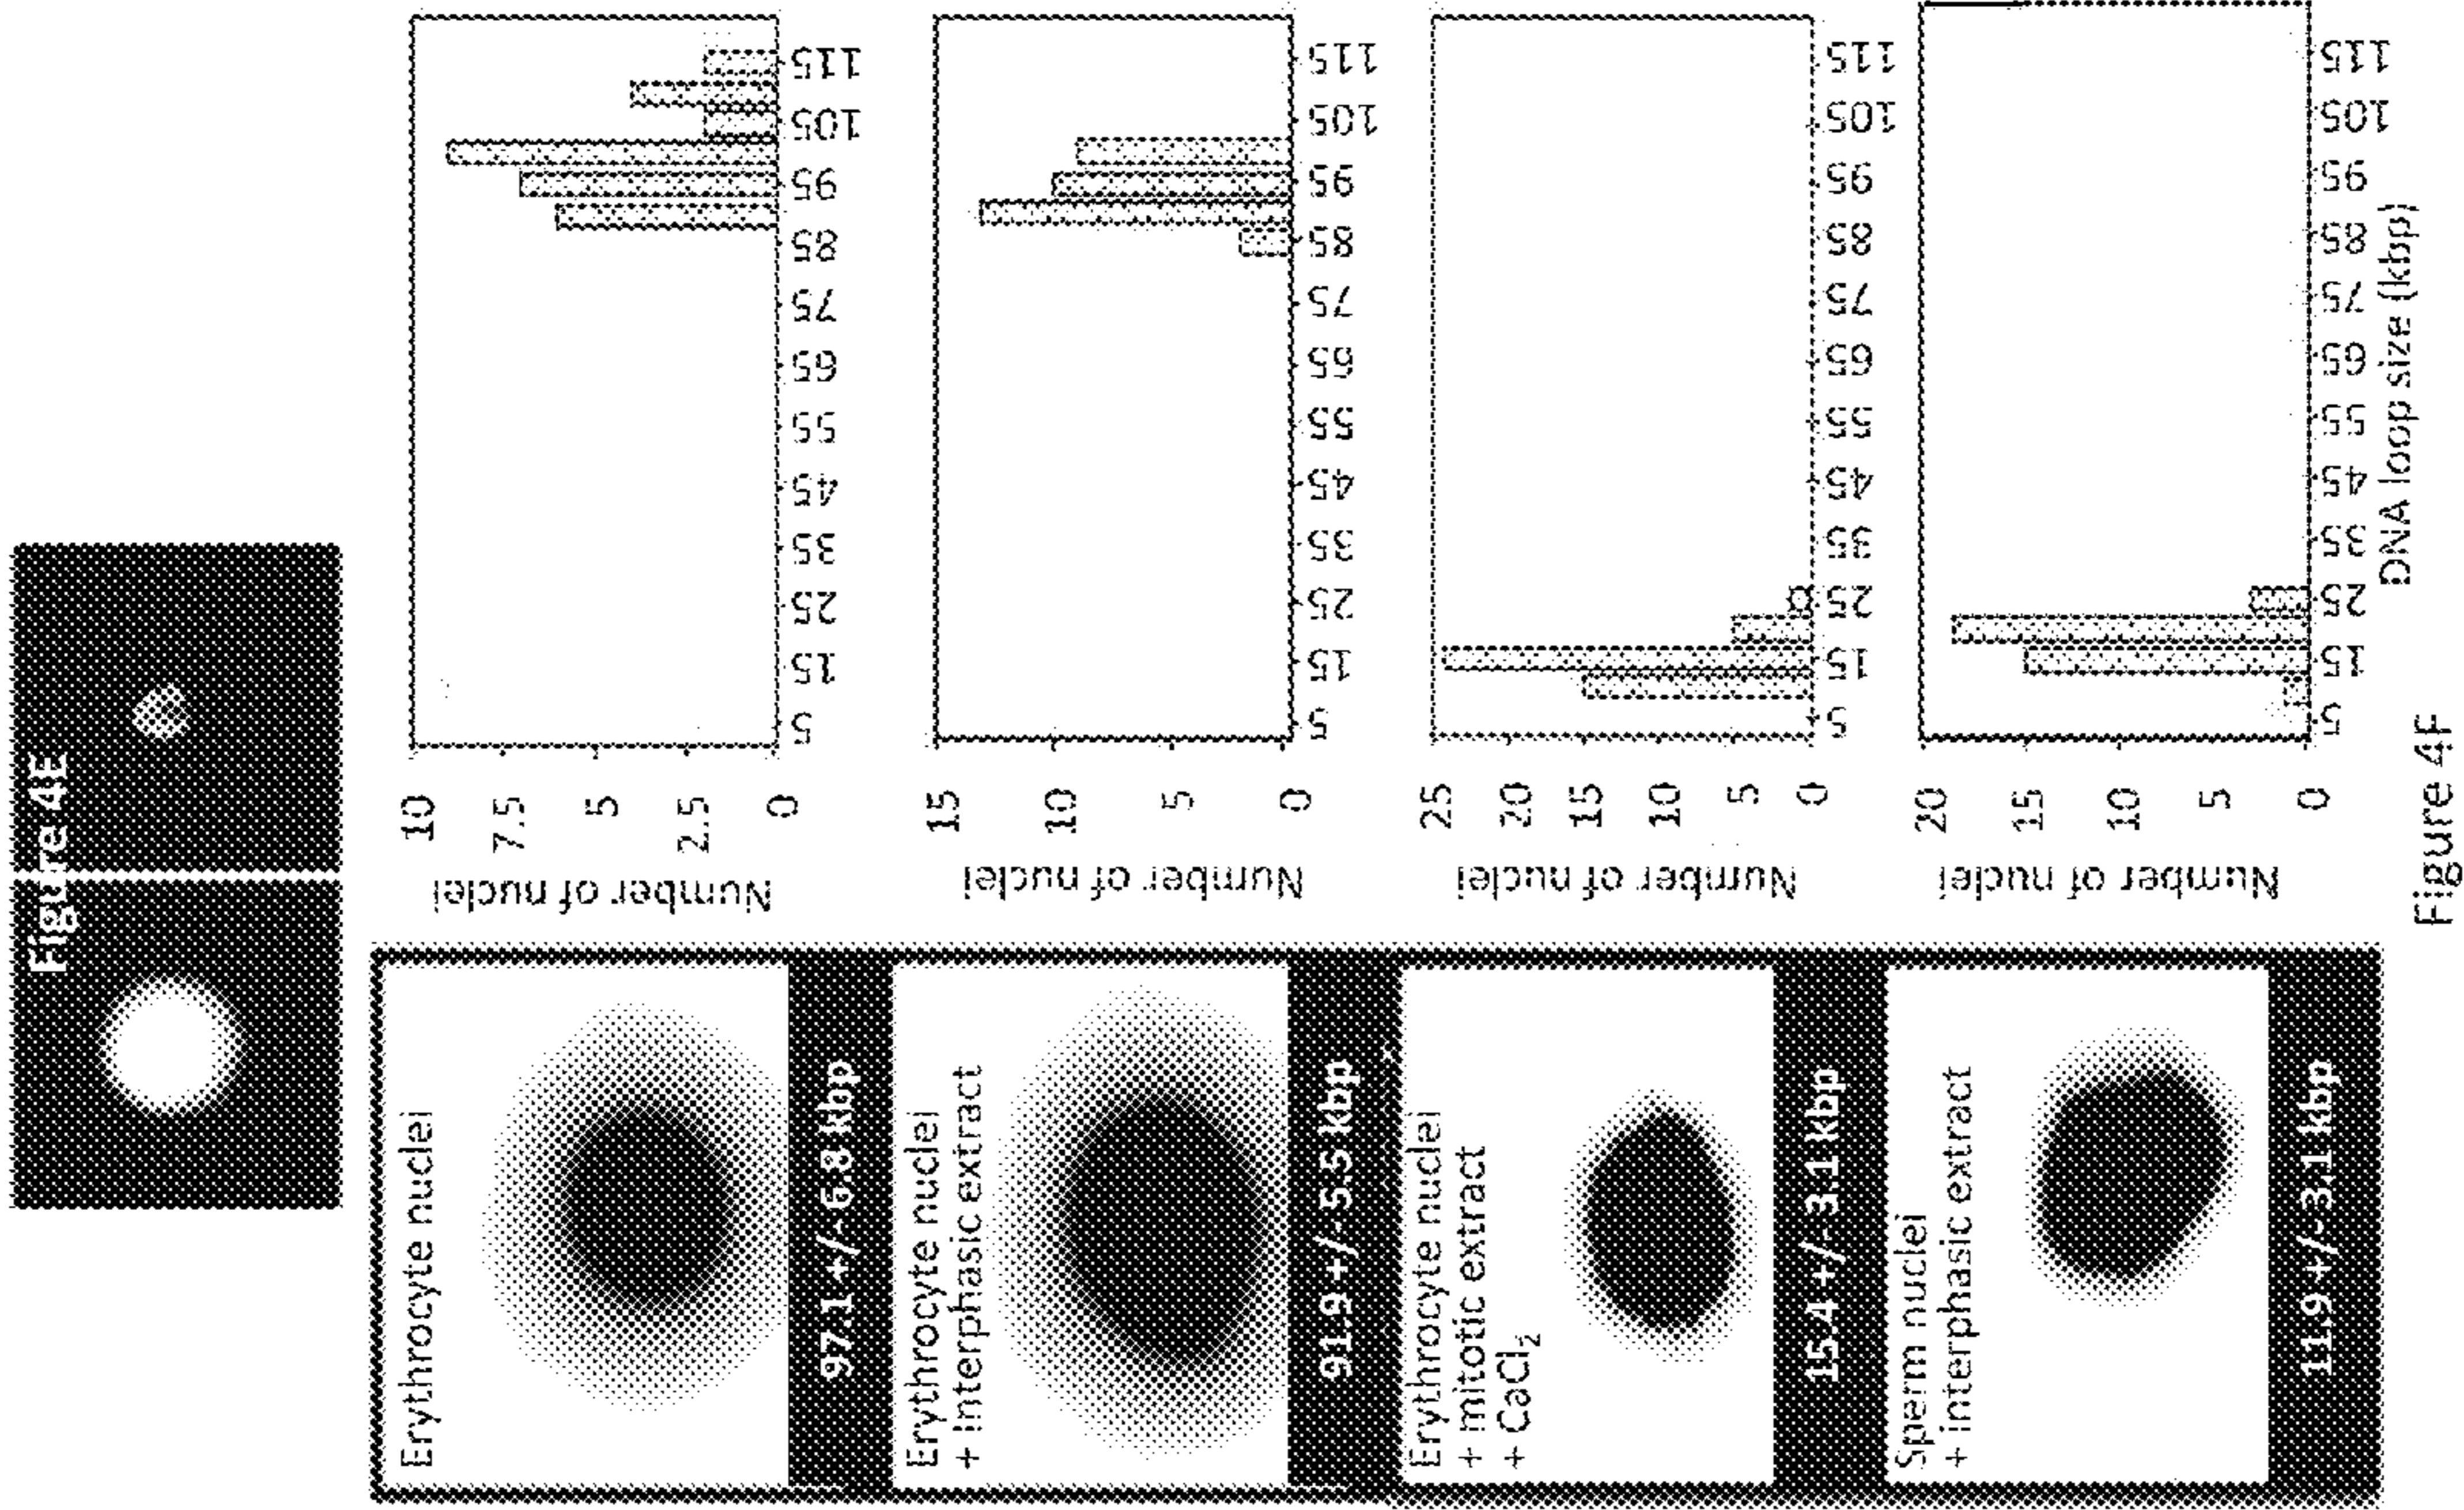 Figure 4E
Erythrocyte nuclei
97.1 +/- 6.8 kbp
Number of nuclei
10
7.5
5
2.5
0
5 15 25 35 45 55 65 75 85 95 105 115
Erythrocyte nuclei
+ Interphasic extract
91.9 +/- 5.5 kbp
Number of nuclei
15
10
5
0
5 15 25 35 45 55 65 75 85 95 105 115
Erythrocyte nuclei
+ mitotic extract
+ CaCl₂
15.4 +/- 3.1 kbp
Number of nuclei
25
20
15
10
5
0
5 15 25 35 45 55 65 75 85 95 105 115
Sperm nuclei
+ interphasic extract
11.9 +/- 3.1 kbp
Number of nuclei
20
15
10
5
0
5 15 25 35 45 55 65 75 85 95 105 115
DNA loop size (kbp)
Figure 4F